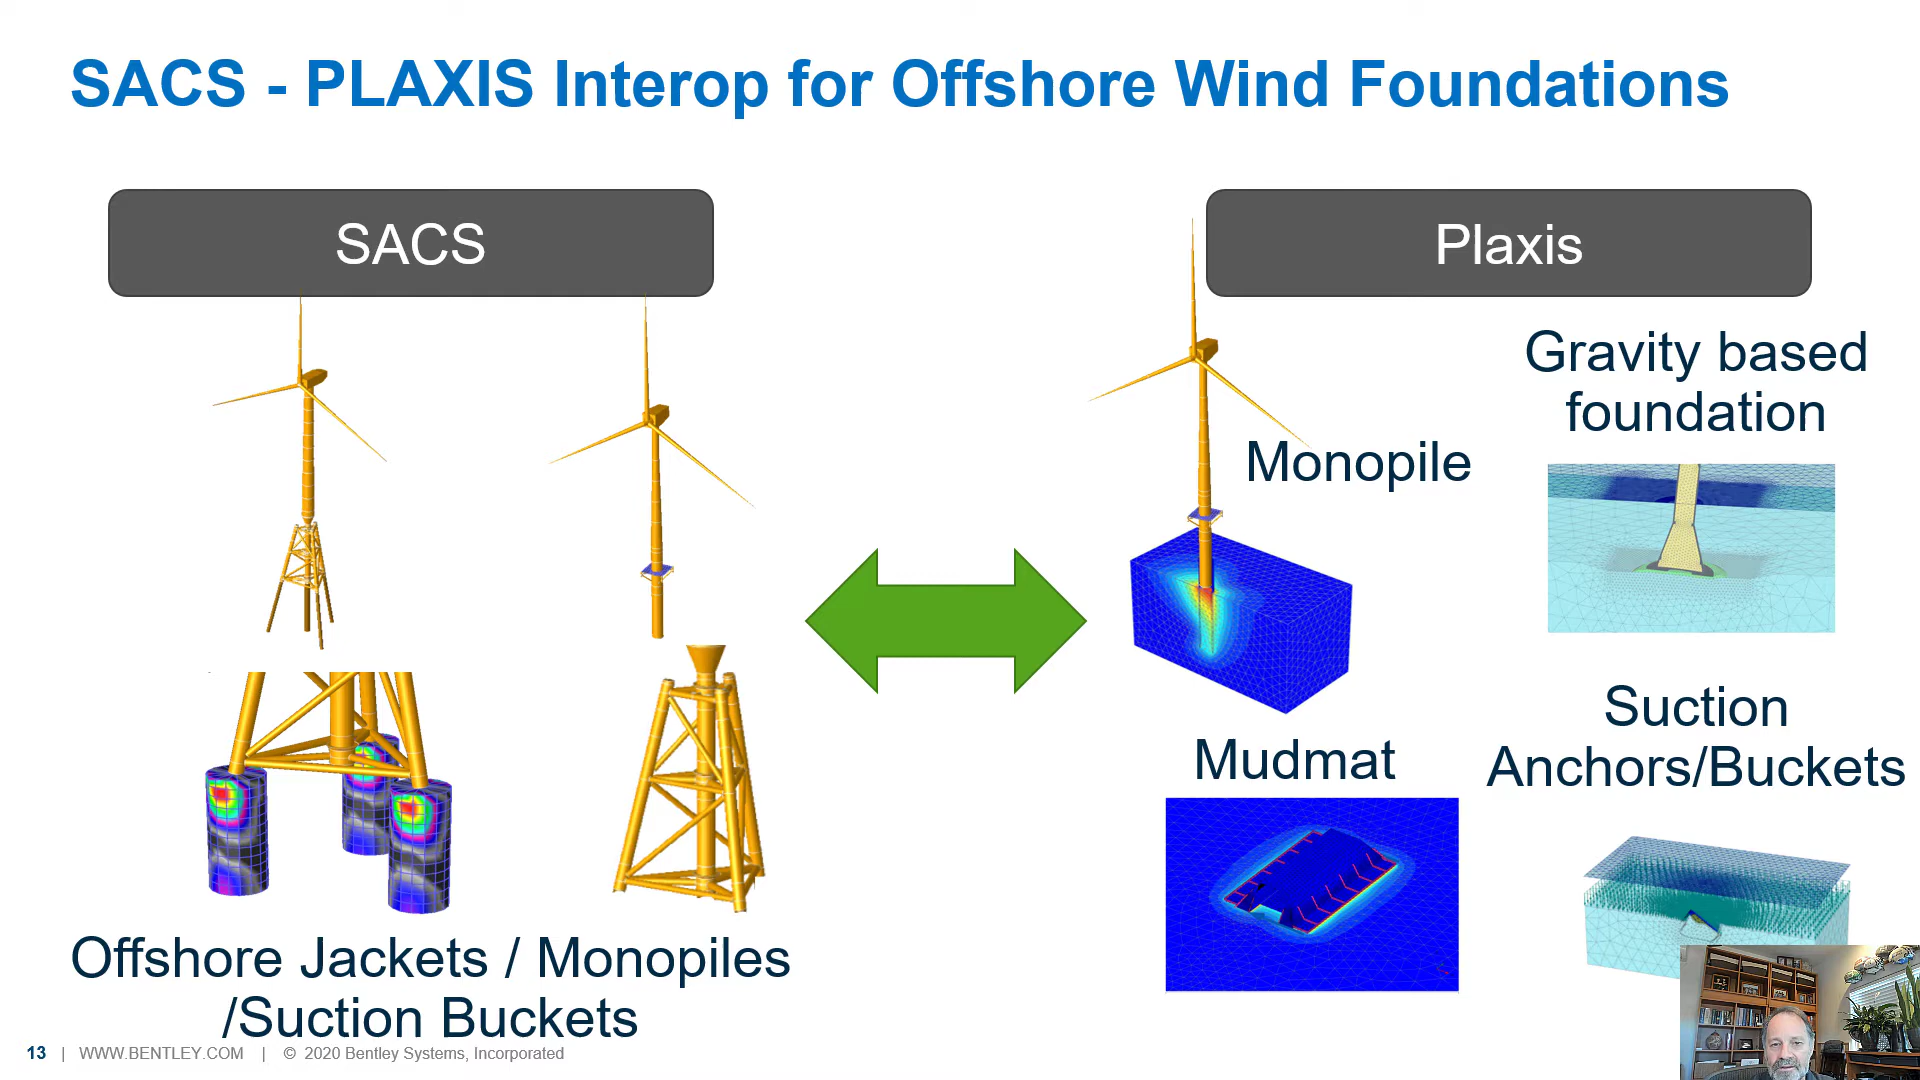 SACS - PLAXIS Interop for Offshore Wind Foundations
SACS
Plaxis
Gravity based
foundation
Monopile
Suction
Anchors/Buckets
Mudmat
Offshore Jackets / Monopiles
/Suction Buckets
13 | WWW.BENTLEY.COM | © 2020 Bentley Systems, Incorporated